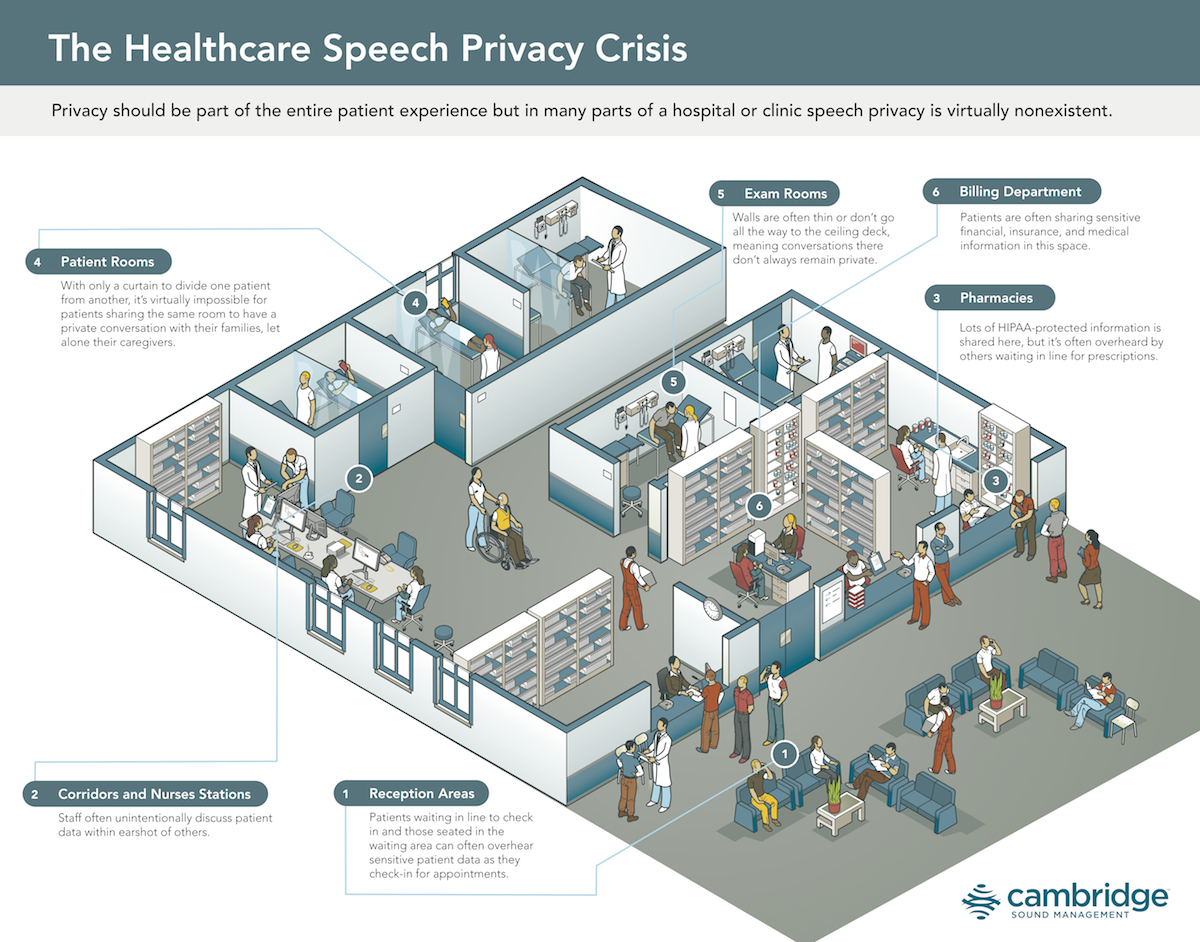 The Healthcare Speech Privacy Crisis
Privacy should be part of the entire patient experience but in many parts of a hospital or clinic speech privacy is virtually nonexistent.
5 Exam Rooms
Walls are often thin or don't go
all the way to the ceiling deck,
meaning conversations there
don't always remain private.
6 Billing Department
Patients are often sharing sensitive
financial, insurance, and medical
information in this space.
4 Patient Rooms
With only a curtain to divide one patient
from another, it's virtually impossible for
patients sharing the same room to have a
private conversation with their families, let
alone their caregivers.
3 Pharmacies
Lots of HIPAA-protected information is
shared here, but it's often overheard by
others waiting in line for prescriptions.
4
5
2
3
6
1
2 Corridors and Nurses Stations
Staff often unintentionally discuss patient
data within earshot of others.
1 Reception Areas
Patients waiting in line to check
in and those seated in the
waiting area can often overhear
sensitive patient data as they
check-in for appointments.
cambridge
SOUND MANAGEMENT